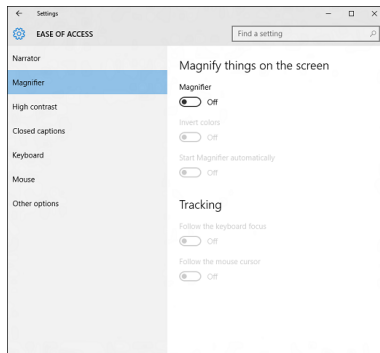 Settings
EASE OF ACCESS
Find a setting
Narrator
Magnifier
High contrast
Closed captions
Keyboard
Mouse
Other options
Magnify things on the screen
Magnifier
Off
Invert colors
Off
Start Magnifier automatically
Off
Tracking
Follow the keyboard focus
Off
Follow the mouse cursor
Off